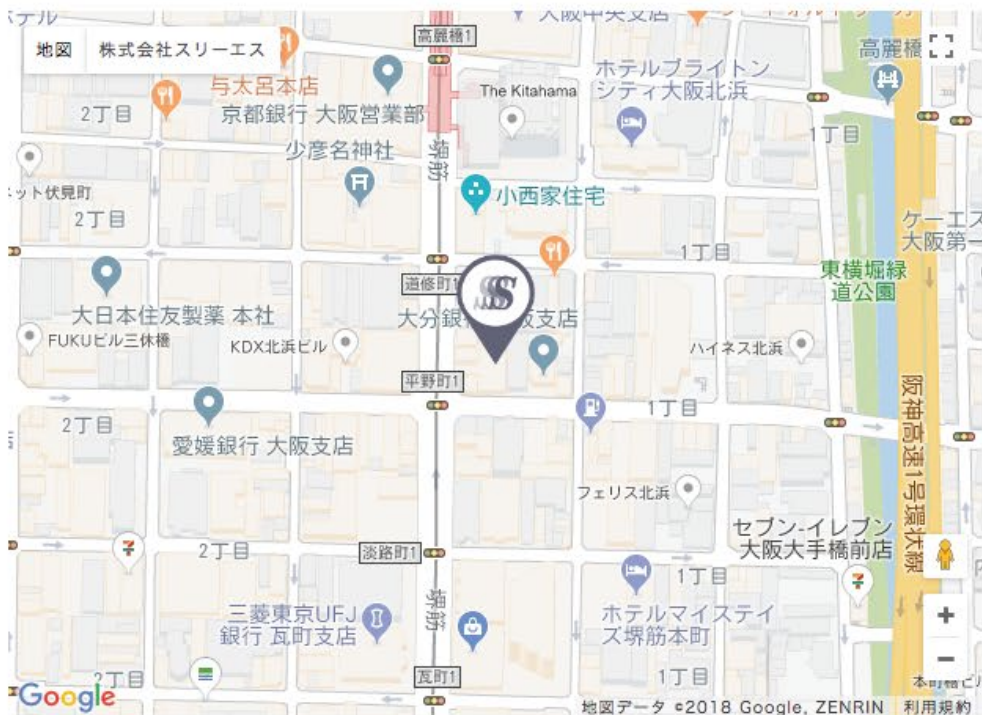 ホテル
地図
株式会社スリーエス
高麗橋1
大阪中央支店
高麗橋
与太呂本店
京都銀行 大阪営業部
2丁目
The Kitahama
ホテルブライトン
シティ大阪北浜
1丁目
少彦名神社
堺筋
ネット伏見町
2丁目
小西家住宅
1丁目
ケーエス
大阪第一
東横堀緑
道公園
道修町1
大日本住友製薬 本社
FUKUビル三休橋
KDX北浜ビル
ハイネス北浜
平野町1
1丁目
2丁目
愛媛銀行 大阪支店
阪神高速1号環状線
フェリス北浜
セブン-イレブン
大阪大手橋前店
淡路町1
2丁目
1丁目
三菱東京UFJ
銀行 瓦町支店
堺筋
ホテルマイステイ
ズ堺筋本町
瓦町1
2丁目
1丁目
Google
地図データ ©2018 Google, ZENRIN
利用規約